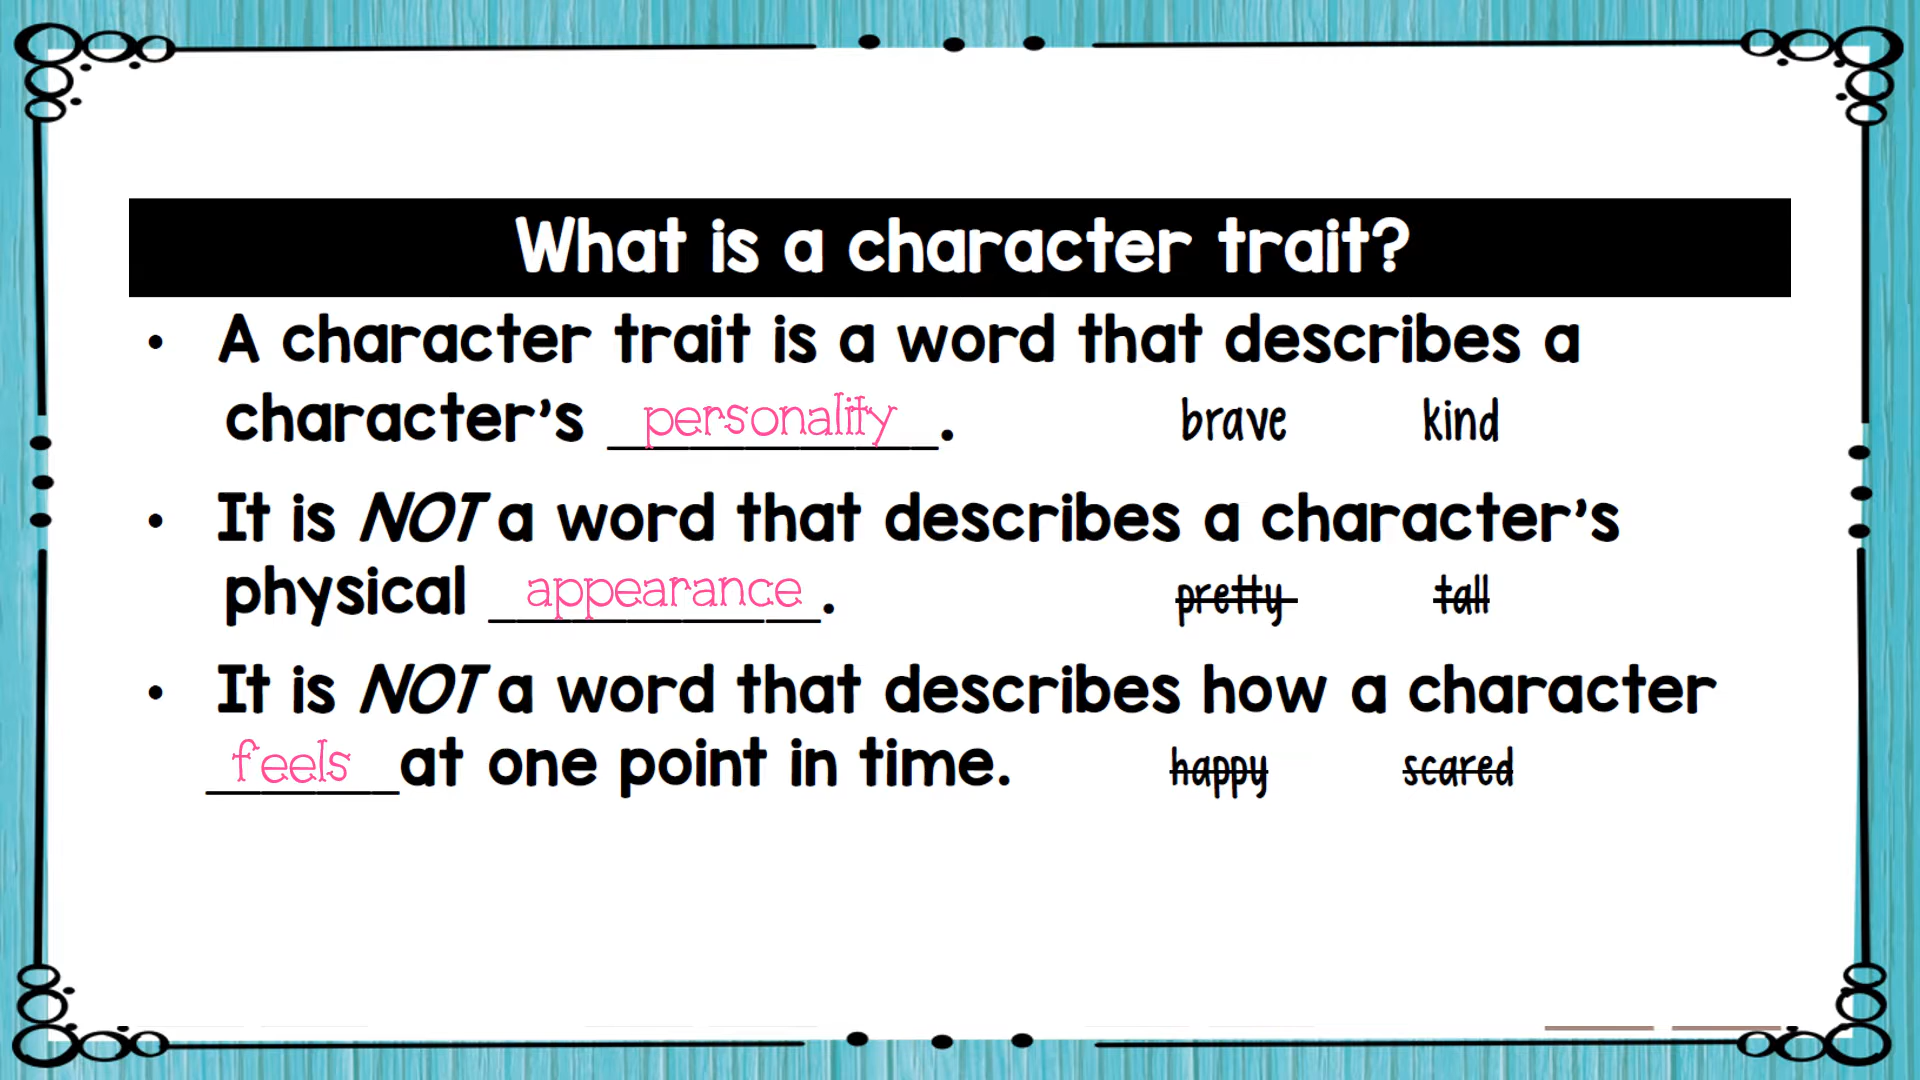 What is a character trait?
• A character trait is a word that describes a
character's personality. brave kind
• It is NOT a word that describes a character's
physical appearance. pretty tall
• It is NOT a word that describes how a character
feels at one point in time. happy scared